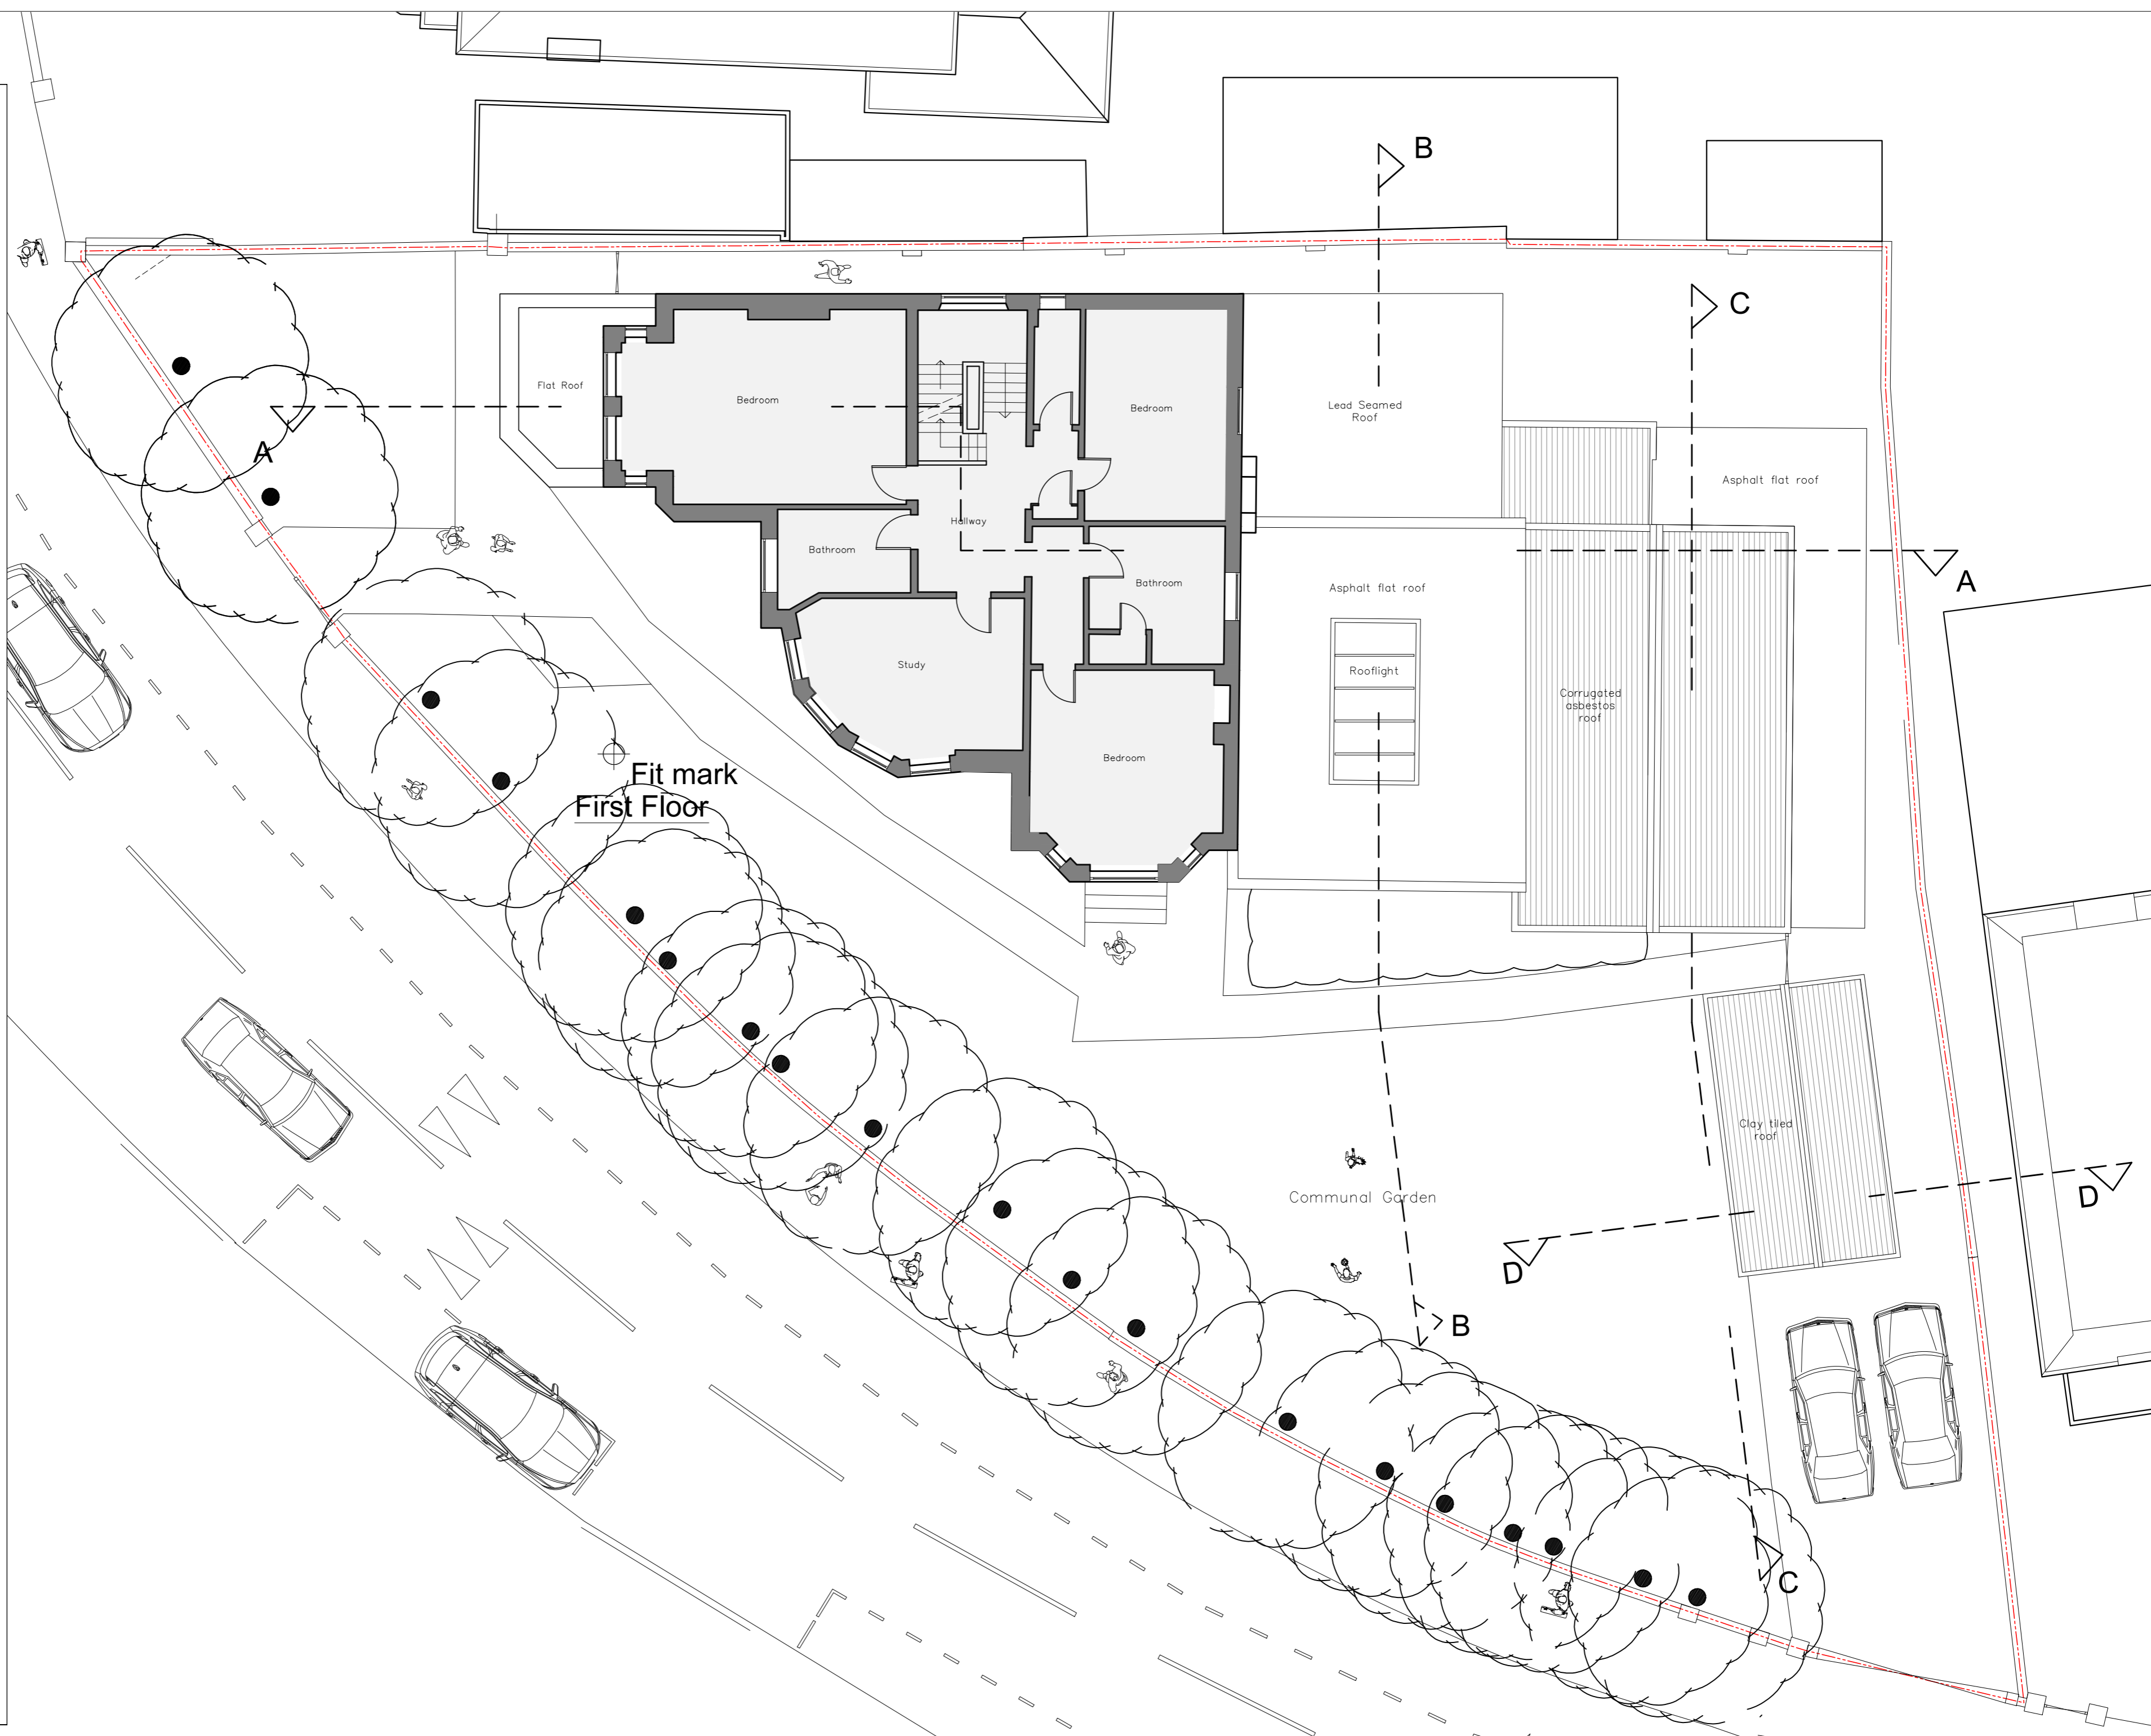 B
C
Flat Roof
Bedroom
Bedroom
Lead Seamed
Roof
A
Asphalt flat roof
Hallway
Bathroom
Bathroom
A
Asphalt flat roof
Study
Rooflight
Corrugated
asbestos
roof
Bedroom
Fit mark
First Floor
Clay tiled
roof
Communal Garden
D
D
B
C